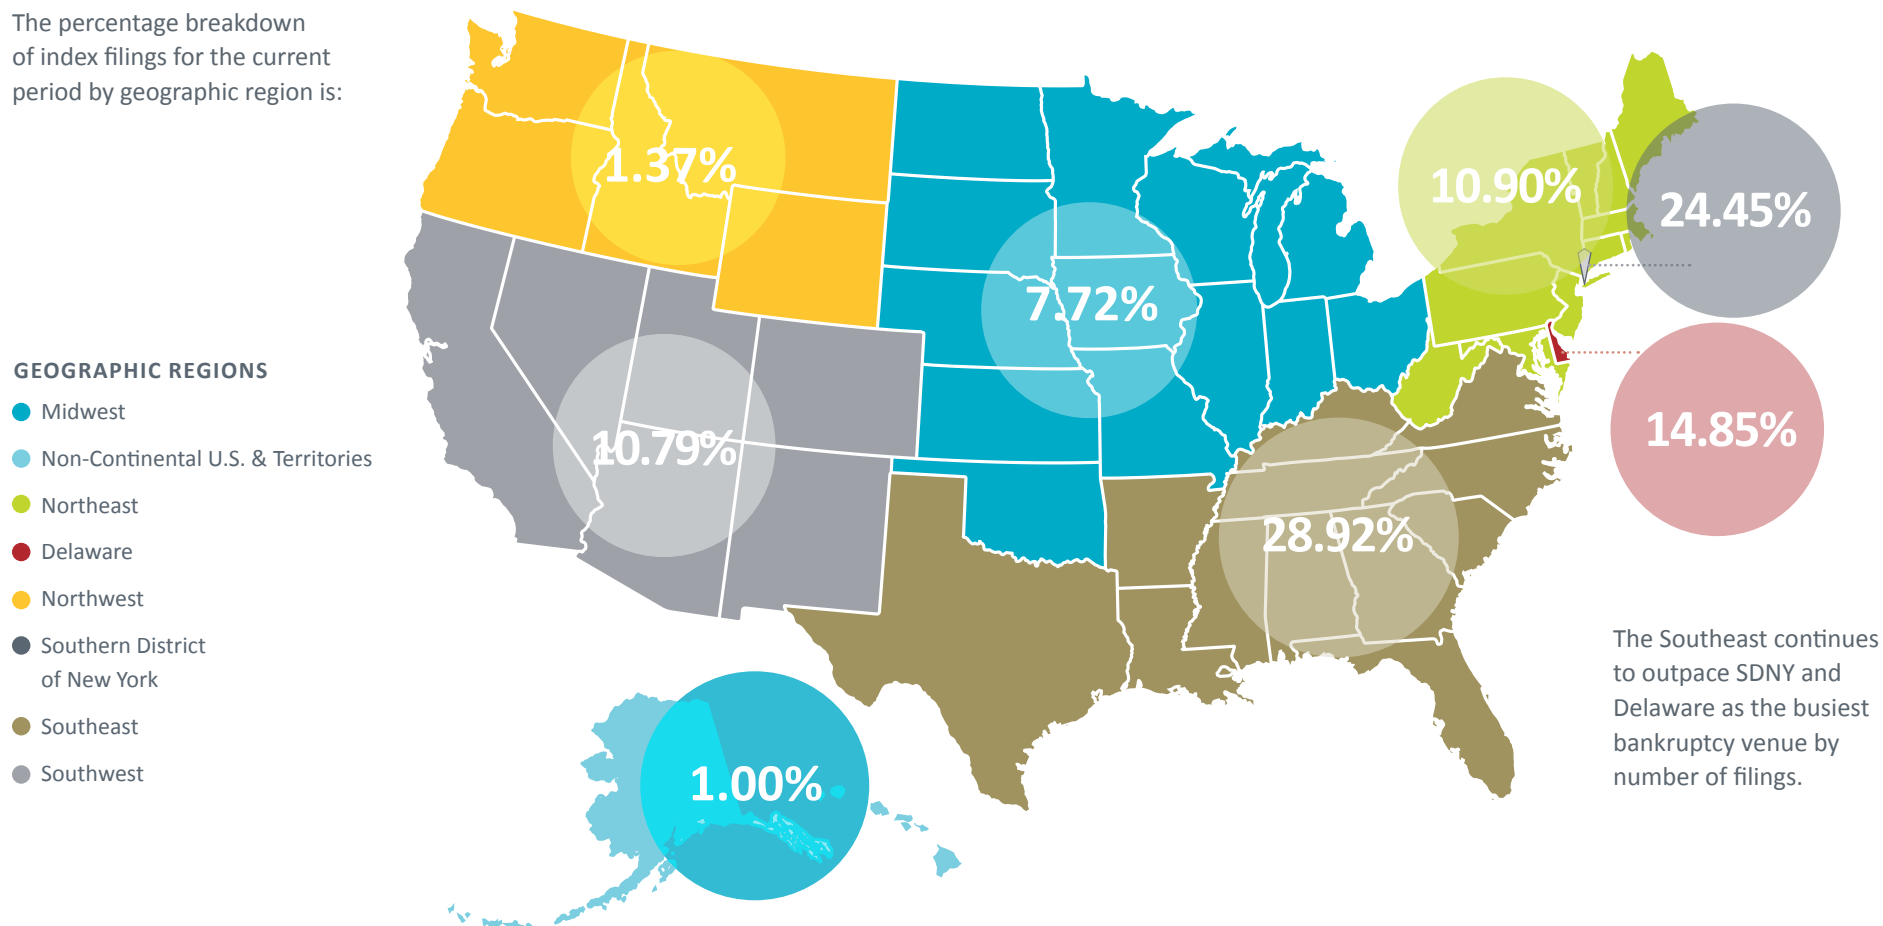 The percentage breakdown
of index filings for the current
period by geographic region is:
1.37%
10.90%
24.45%
7.72%
GEOGRAPHIC REGIONS
Midwest
Non-Continental U.S. & Territories
Northeast
Delaware
Northwest
Southern District
of New York
Southeast
Southwest
10.79%
14.85%
28.92%
1.00%
The Southeast continues
to outpace SDNY and
Delaware as the busiest
bankruptcy venue by
number of filings.